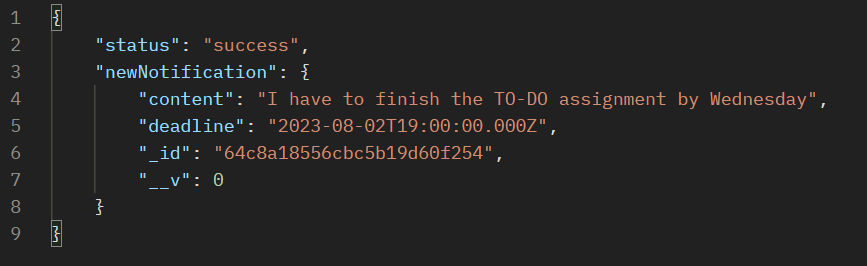 1 {
2 "status": "success",
3 "newNotification": {
4 "content": "I have to finish the TO-DO assignment by Wednesday",
5 "deadline": "2023-08-02T19:00:00.000Z",
6 "_id": "64c8a18556cbc5b19d60f254",
7 "__v": 0
8 }
9 }